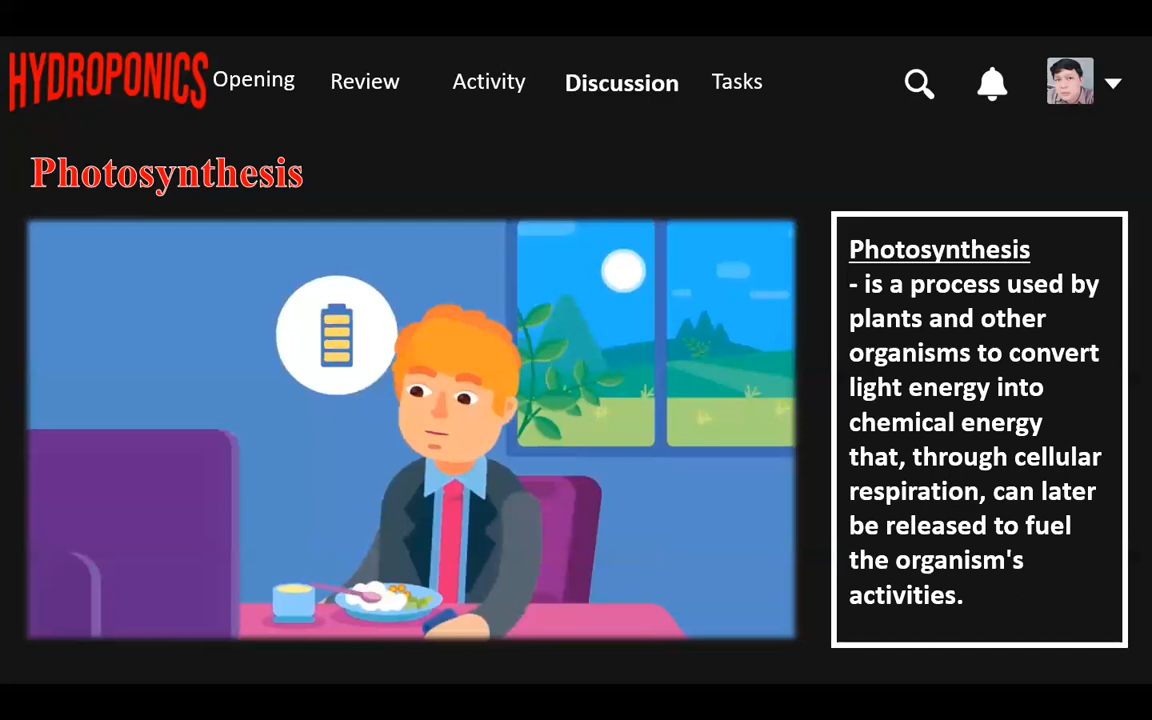 HYDROPONICS Opening Review Activity Discussion Tasks
Photosynthesis
Photosynthesis
- is a process used by
plants and other
organisms to convert
light energy into
chemical energy
that, through cellular
respiration, can later
be released to fuel
the organism's
activities.